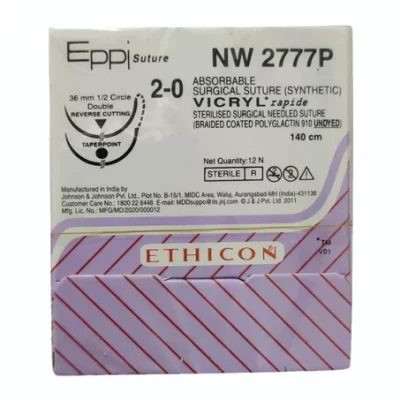 Eppi Suture
NW 2777P
36 mm 1/2 Circle
Double
REVERSE CUTTING
TAPERPOINT
2-0
ABSORBABLE
SURGICAL SUTURE (SYNTHETIC)
VICRYL* rapide
STERILISED SURGICAL NEEDLED SUTURE
(BRAIDED COATED POLYGLACTIN 910 UNDYED)
140 cm
Net Quantity:12 N
STERILE R
Manufactured in India by
Johnson & Johnson Pvt. Ltd., Plot No. B-15/1, MIDC Area, Waluj, Aurangabad-MH (India)-431136
Customer Care No.: 1800 22 6446 E-mail: MDDsuppo@its.jnj.com © J & J Pvt Ltd. 2011
Mfg. Lic. No.: MFG/MD/2020/000012
ETHICON®
*TM
V01